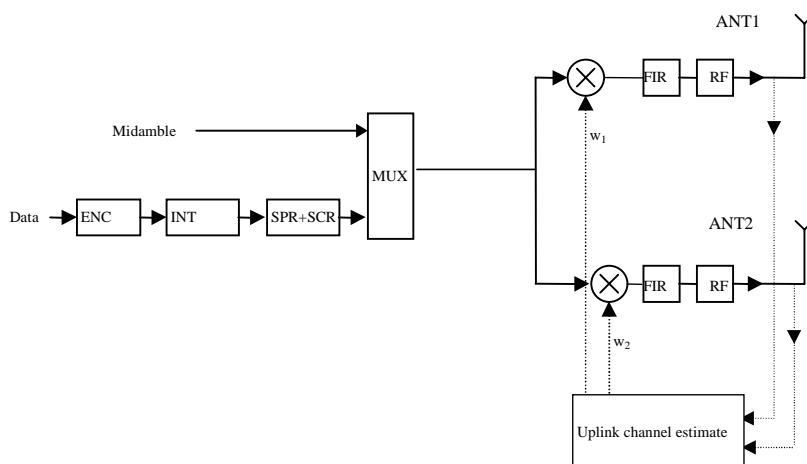 ANT1
FIR
RF
Midamble
w1
MUX
Data
ENC
INT
SPR+SCR
ANT2
FIR
RF
w2
Uplink channel estimate